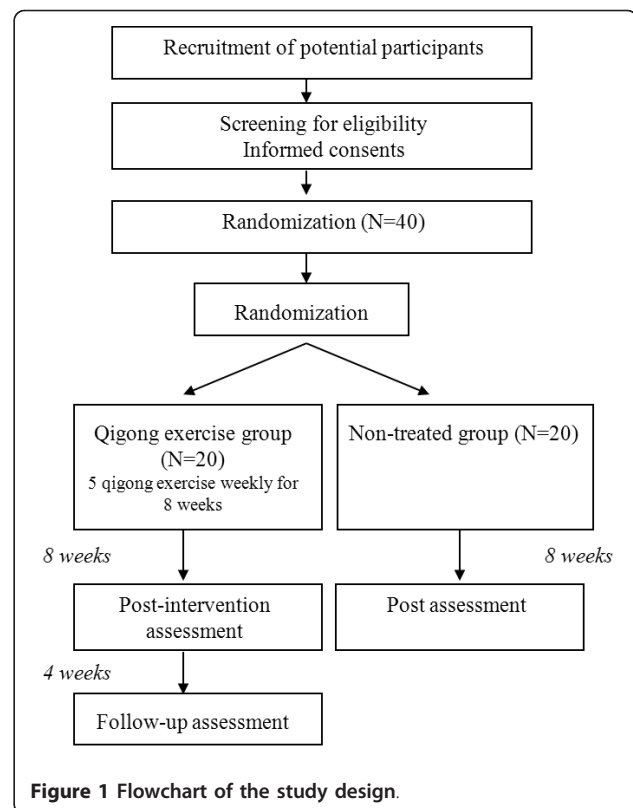 Recruitment of potential participants
Screening for eligibility
Informed consents
Randomization (N=40)
Randomization
Qigong exercise group
(N=20)
5 qigong exercise weekly for
8 weeks
Non-treated group (N=20)
8 weeks
8 weeks
Post-intervention
assessment
Post assessment
4 weeks
Follow-up assessment
Figure 1 Flowchart of the study design.